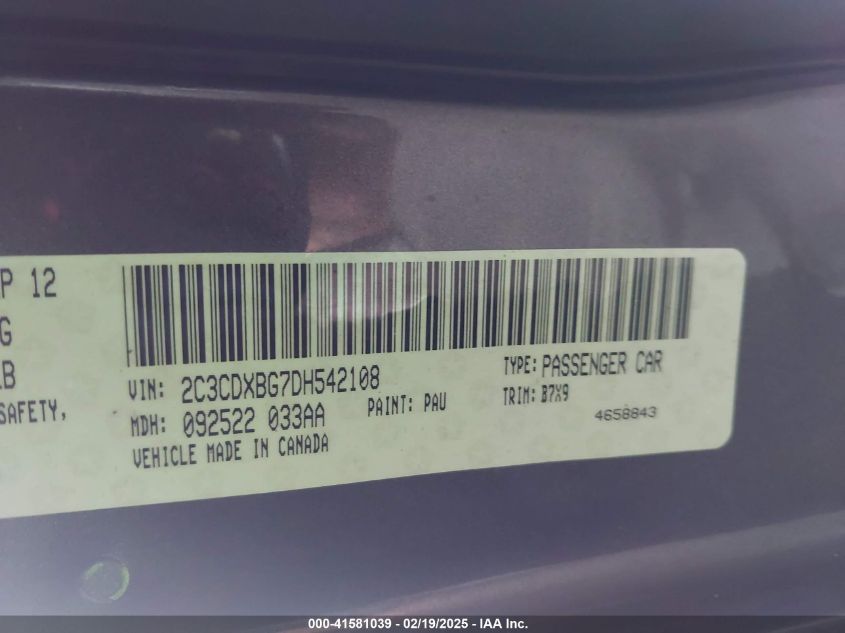 P 12
G
LB
SAFETY,
VIN: 2C3CDXBG7DH542108
TYPE: PASSENGER CAR
MDH: 092522 033AA
PAINT: PAU
TRIM: B7X9
VEHICLE MADE IN CANADA
4658843
000-41581039 - 02/19/2025 - IAA Inc.